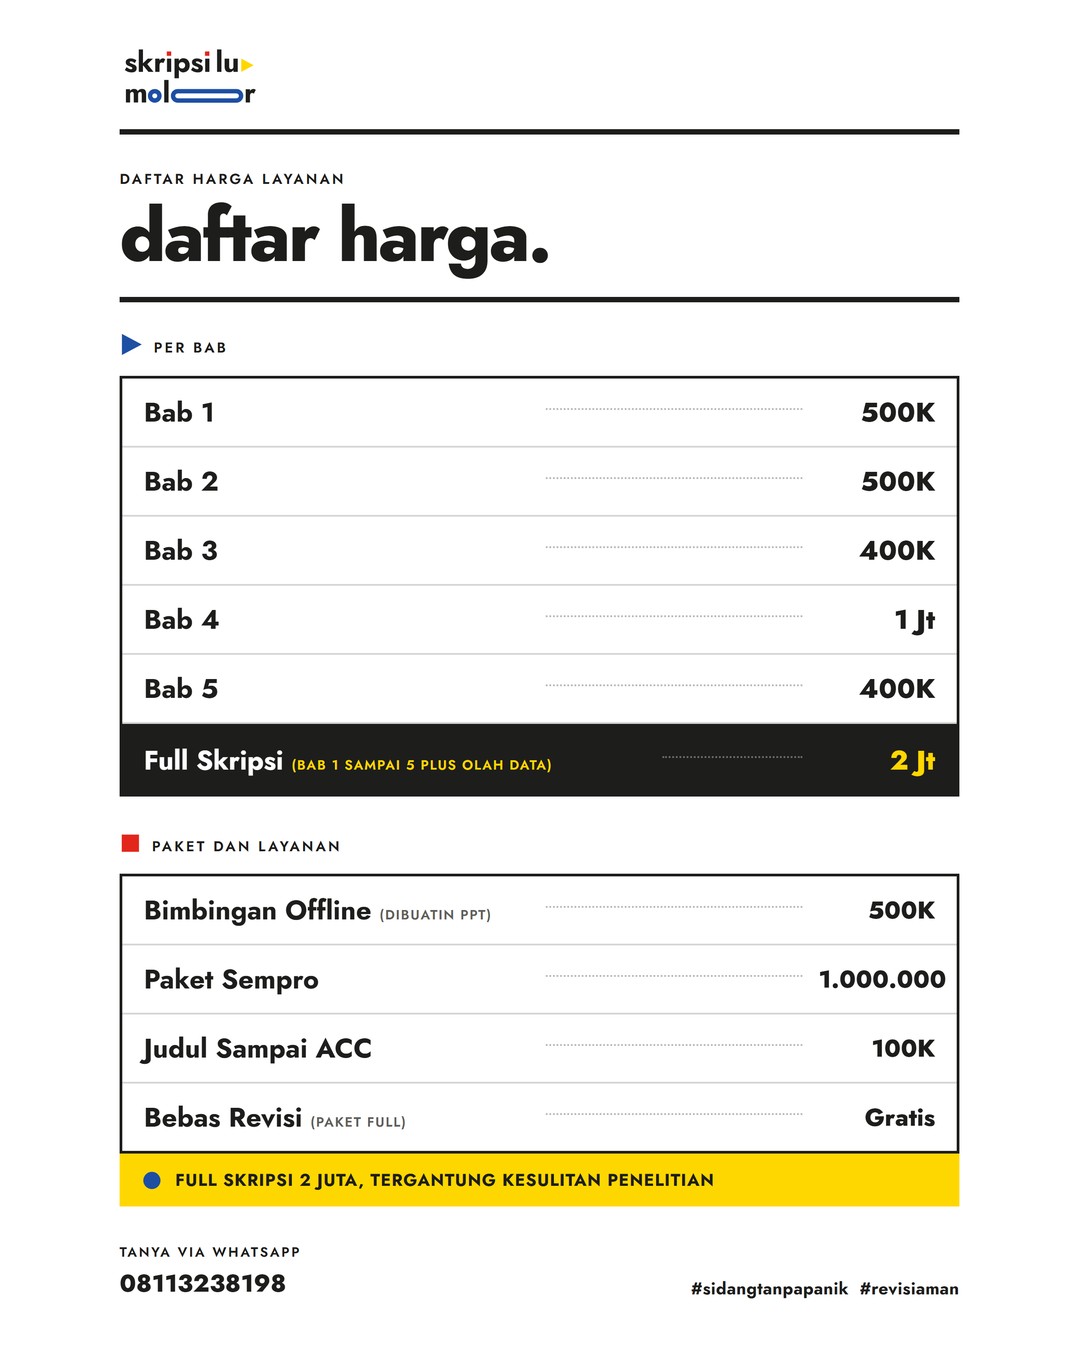 skripsi lu
molor
DAFTAR HARGA LAYANAN
daftar harga.
PER BAB
Bab 1 500K
Bab 2 500K
Bab 3 400K
Bab 4 1 Jt
Bab 5 400K
Full Skripsi (BAB 1 SAMPAI 5 PLUS OLAH DATA) 2 Jt
PAKET DAN LAYANAN
Bimbingan Offline (DIBUATIN PPT) 500K
Paket Sempro 1.000.000
Judul Sampai ACC 100K
Bebas Revisi (PAKET FULL) Gratis
FULL SKRIPSI 2 JUTA, TERGANTUNG KESULITAN PENELITIAN
TANYA VIA WHATSAPP
08113238198
#sidangtanpapanik #revisiaman